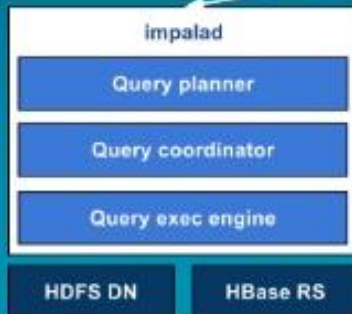 impalad
Query planner
Query coordinator
Query exec engine
HDFS DN
HBase RS